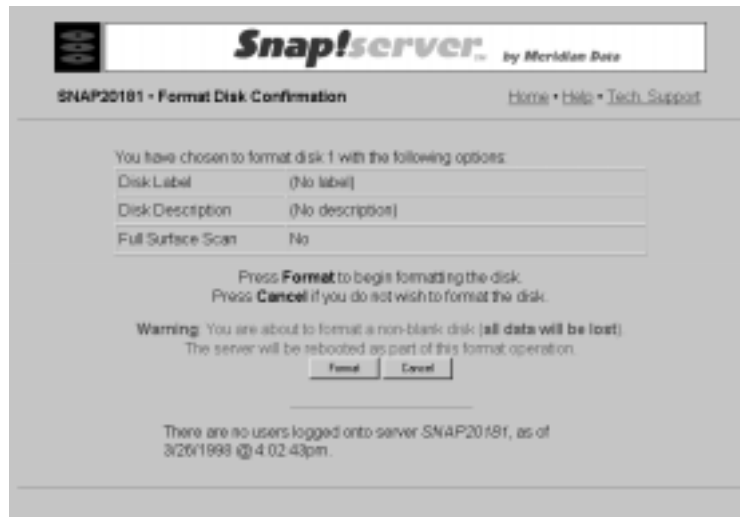 Snap!server™ by Meridian Data
SNAP20181 • Format Disk Confirmation Home • Help • Tech. Support
You have chosen to format disk 1 with the following options:
Disk Label (No label)
Disk Description (No description)
Full Surface Scan No
Press Format to begin formatting the disk.
Press Cancel if you do not wish to format the disk.
Warning: You are about to format a non-blank disk (all data will be lost).
The server will be rebooted as part of this format operation.
Format Cancel
There are no users logged onto server SNAP20181, as of
3/26/1998 @ 4:02:43pm.